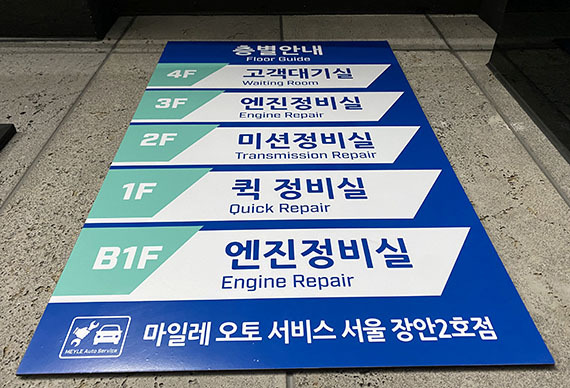 층별안내
Floor Guide
4F 고객대기실
Waiting Room
3F 엔진정비실
Engine Repair
2F 미션정비실
Transmission Repair
1F 퀵 정비실
Quick Repair
B1F 엔진정비실
Engine Repair
MEYLE Auto Service
마일레 오토 서비스 서울 장안2호점